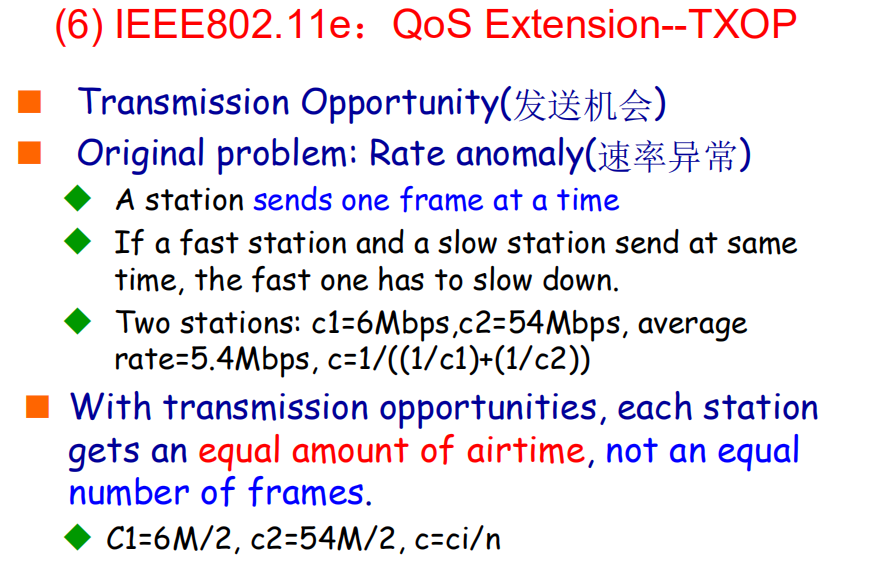 (6) IEEE802.11e：QoS Extension--TXOP
Transmission Opportunity(发送机会)
Original problem: Rate anomaly(速率异常)
A station sends one frame at a time
If a fast station and a slow station send at same
time, the fast one has to slow down.
Two stations: c1=6Mbps,c2=54Mbps, average
rate=5.4Mbps, c=1/((1/c1)+(1/c2))
With transmission opportunities, each station
gets an equal amount of airtime, not an equal
number of frames.
C1=6M/2, c2=54M/2, c=ci/n